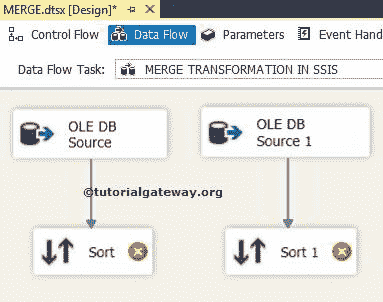 MERGE.dtsx [Design]*
Control Flow
Data Flow
Parameters
Event Hand
Data Flow Task:
MERGE TRANSFORMATION IN SSIS
OLE DB
Source
OLE DB
Source 1
©tutorialgateway.org
Sort
Sort 1